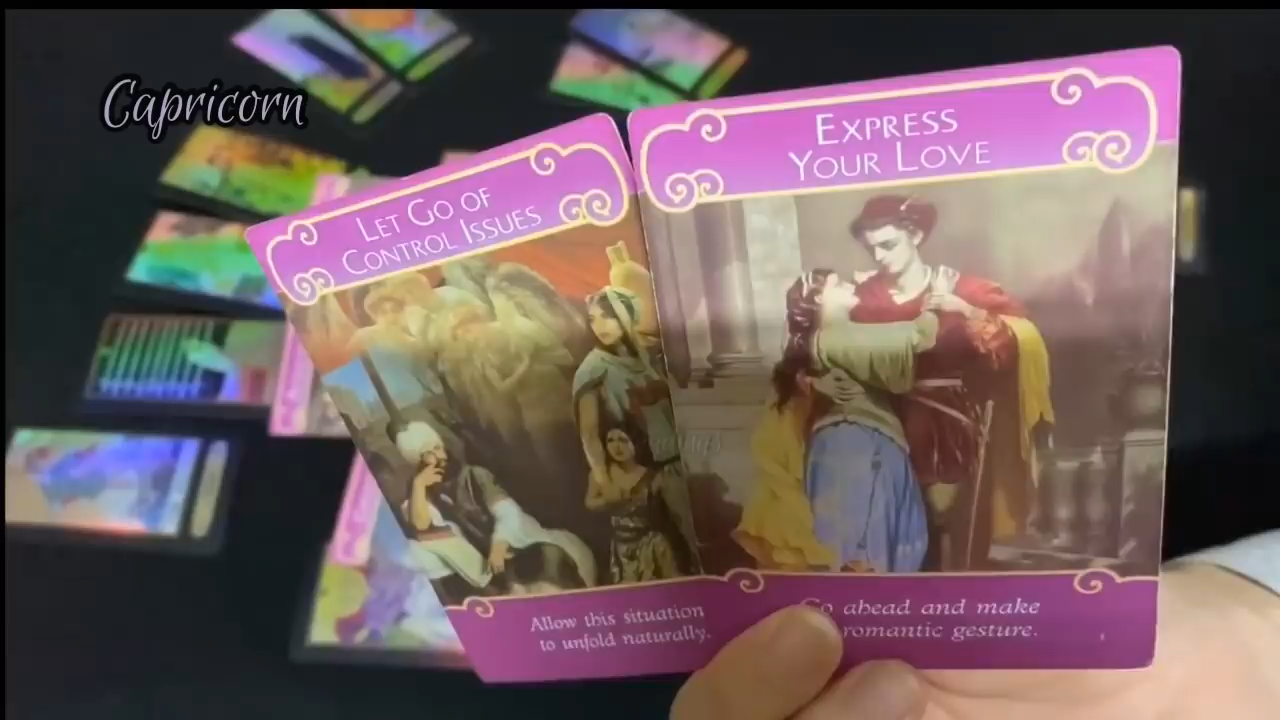 Capricorn
LET GO OF
CONTROL ISSUES
Allow this situation
to unfold naturally.
EXPRESS
YOUR LOVE
Go ahead and make
romantic gesture.